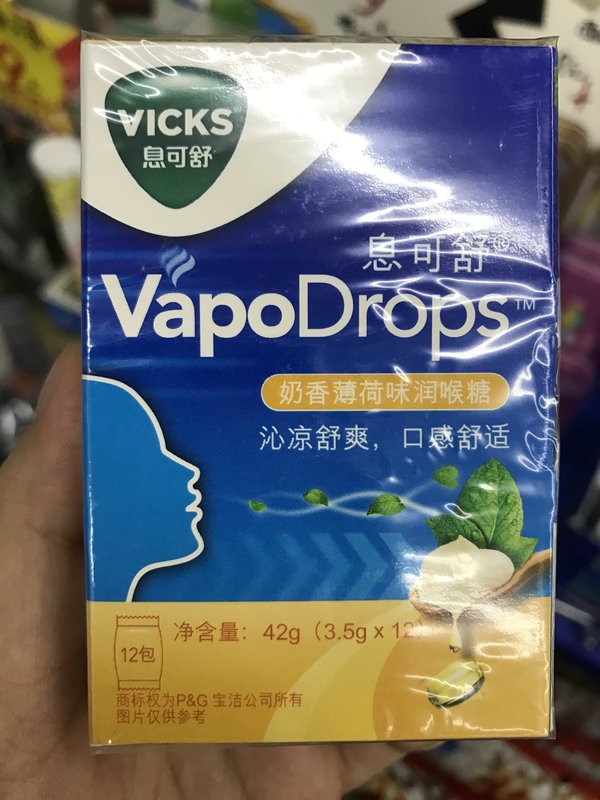 VICKS
息可舒
息可舒®
VapoDrops™
奶香薄荷味润喉糖
沁凉舒爽，口感舒适
净含量：42g（3.5g x 12）
12包
商标权为P&G 宝洁公司所有
图片仅供参考